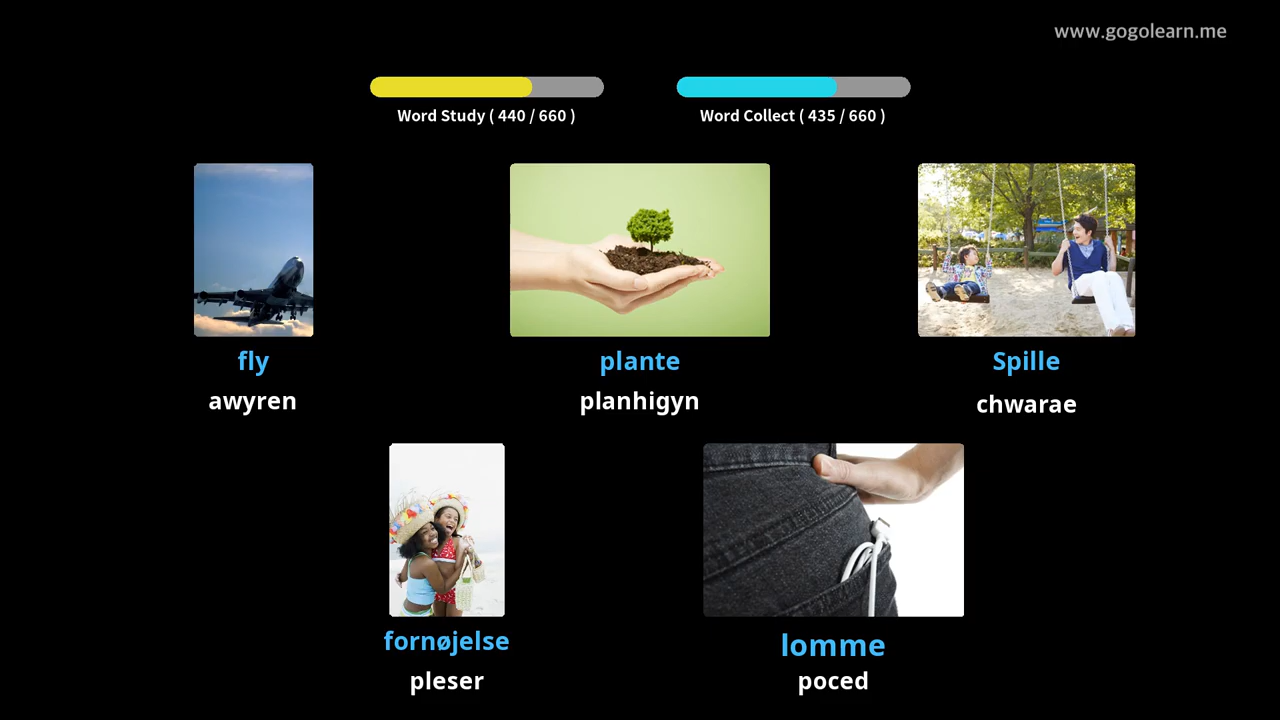 www.gogolearn.me
Word Study ( 440 / 660 )
Word Collect ( 435 / 660 )
fly
awyren
plante
planhigyn
Spille
chwarae
fornøjelse
pleser
lomme
poced